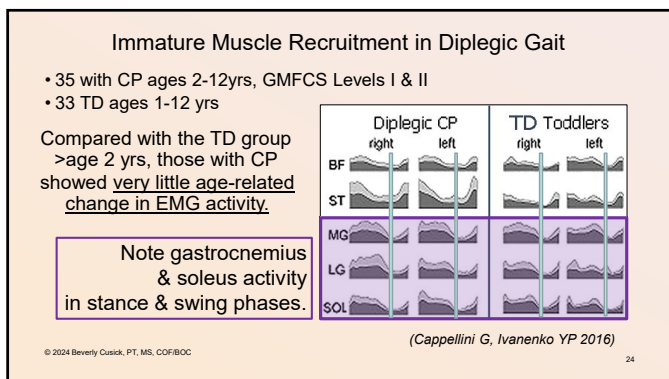 Immature Muscle Recruitment in Diplegic Gait
• 35 with CP ages 2-12yrs, GMFCS Levels I & II
• 33 TD ages 1-12 yrs
Compared with the TD group
>age 2 yrs, those with CP
showed very little age-related
change in EMG activity.
Note gastrocnemius
& soleus activity
in stance & swing phases.
Diplegic CP
TD Toddlers
right left right left
BF
ST
MG
LG
SOL
(Cappellini G, Ivanenko YP 2016)
© 2024 Beverly Cusick, PT, MS, COF/BOC
24